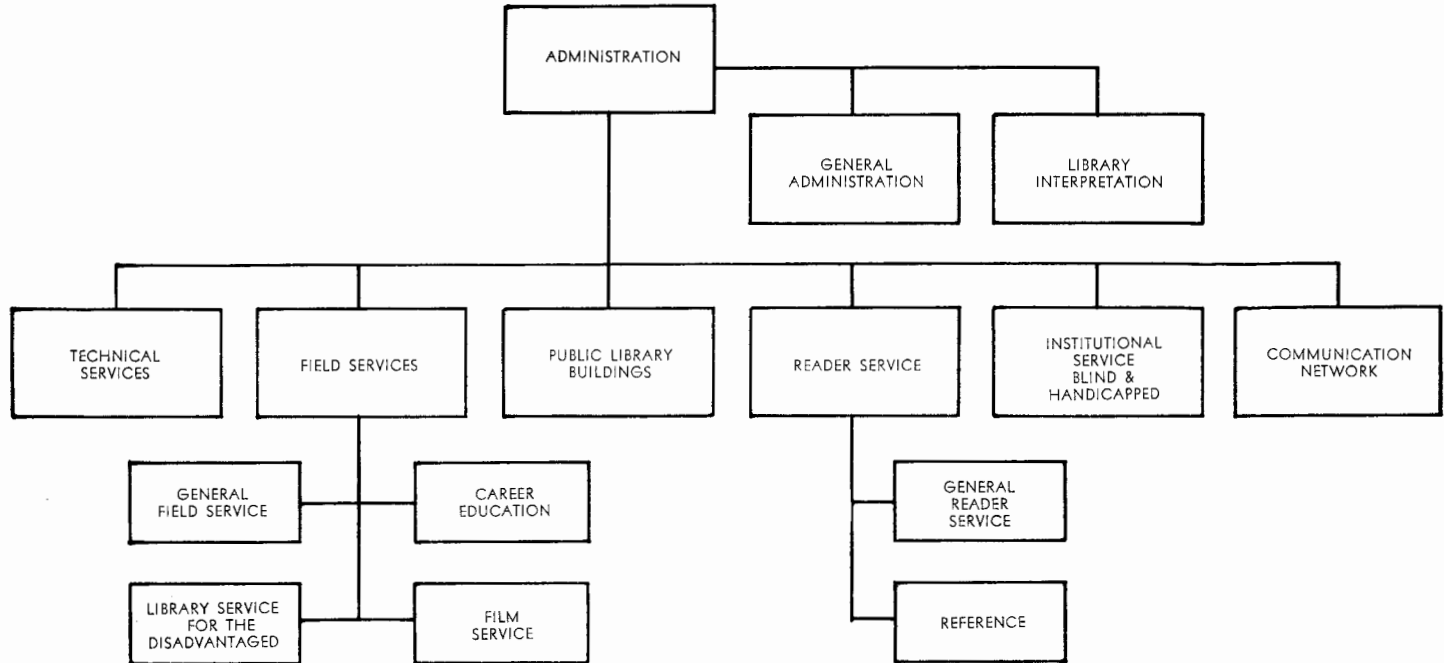 ADMINISTRATION
GENERAL
ADMINISTRATION
LIBRARY
INTERPRETATION
TECHNICAL
SERVICES
FIELD SERVICES
PUBLIC LIBRARY
BUILDINGS
READER SERVICE
INSTITUTIONAL
SERVICE
BLIND &
HANDICAPPED
COMMUNICATION
NETWORK
GENERAL
FIELD SERVICE
CAREER
EDUCATION
GENERAL
READER
SERVICE
LIBRARY SERVICE
FOR THE
DISADVANTAGED
FILM
SERVICE
REFERENCE